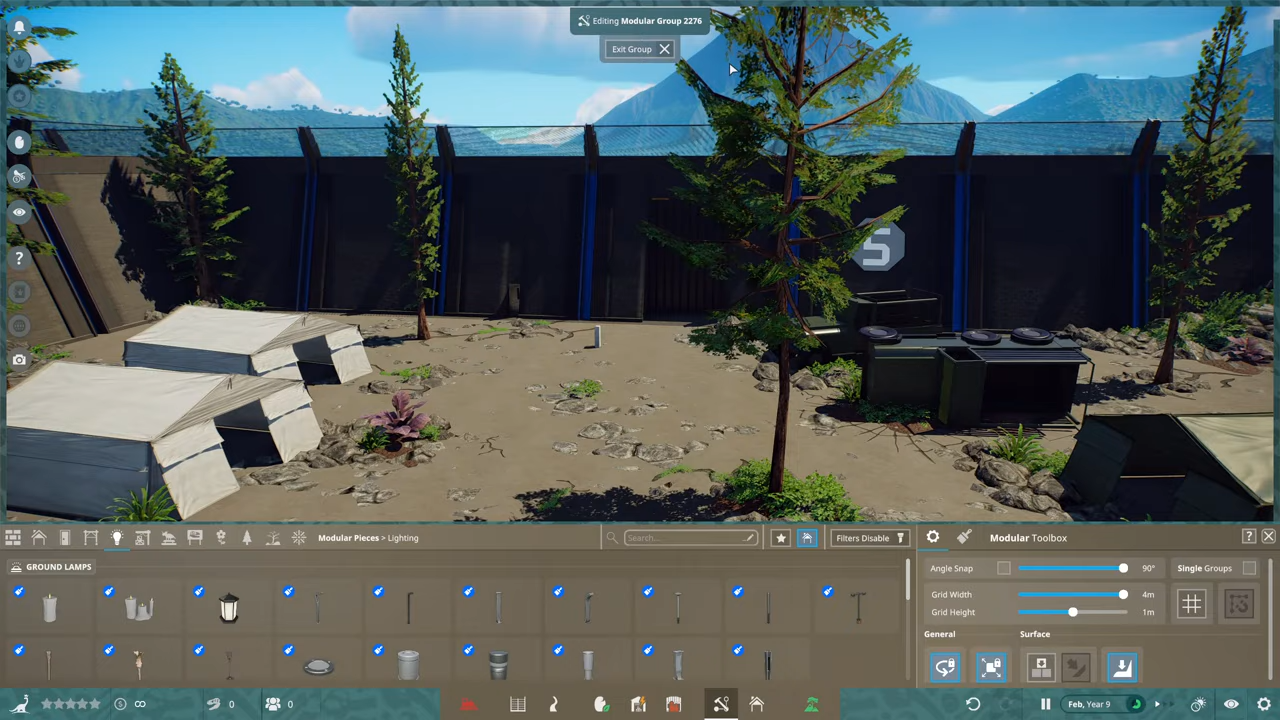 Editing Modular Group 2276
Exit Group
S
?
Modular Pieces > Lighting
Search...
Filters Disable
Modular Toolbox
?
GROUND LAMPS
Angle Snap
90°
Single Groups
Grid Width
4m
Grid Height
1m
General
Surface
∞
0
0
Feb, Year 9